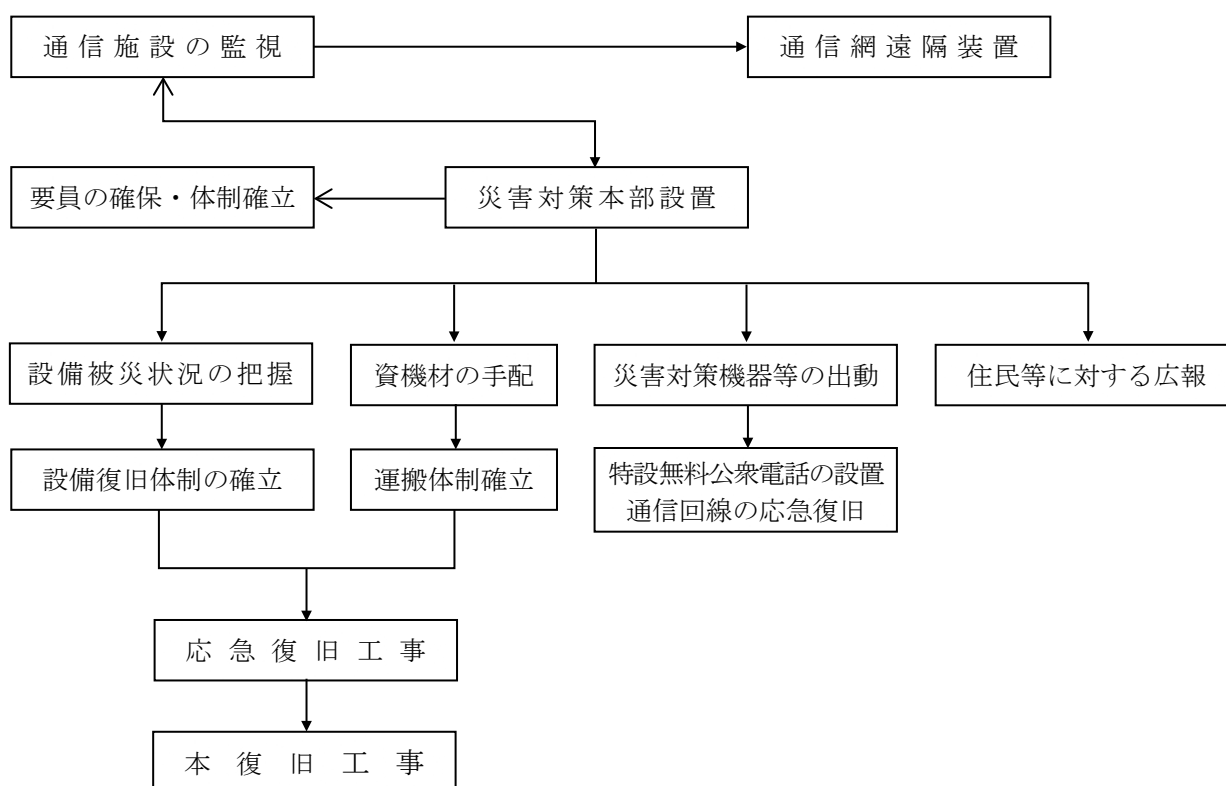 通信施設の監視
通信網遠隔装置
要員の確保・体制確立
災害対策本部設置
設備被災状況の把握
資機材の手配
災害対策機器等の出動
住民等に対する広報
設備復旧体制の確立
運搬体制確立
特設無料公衆電話の設置
通信回線の応急復旧
応急復旧工事
本復旧工事